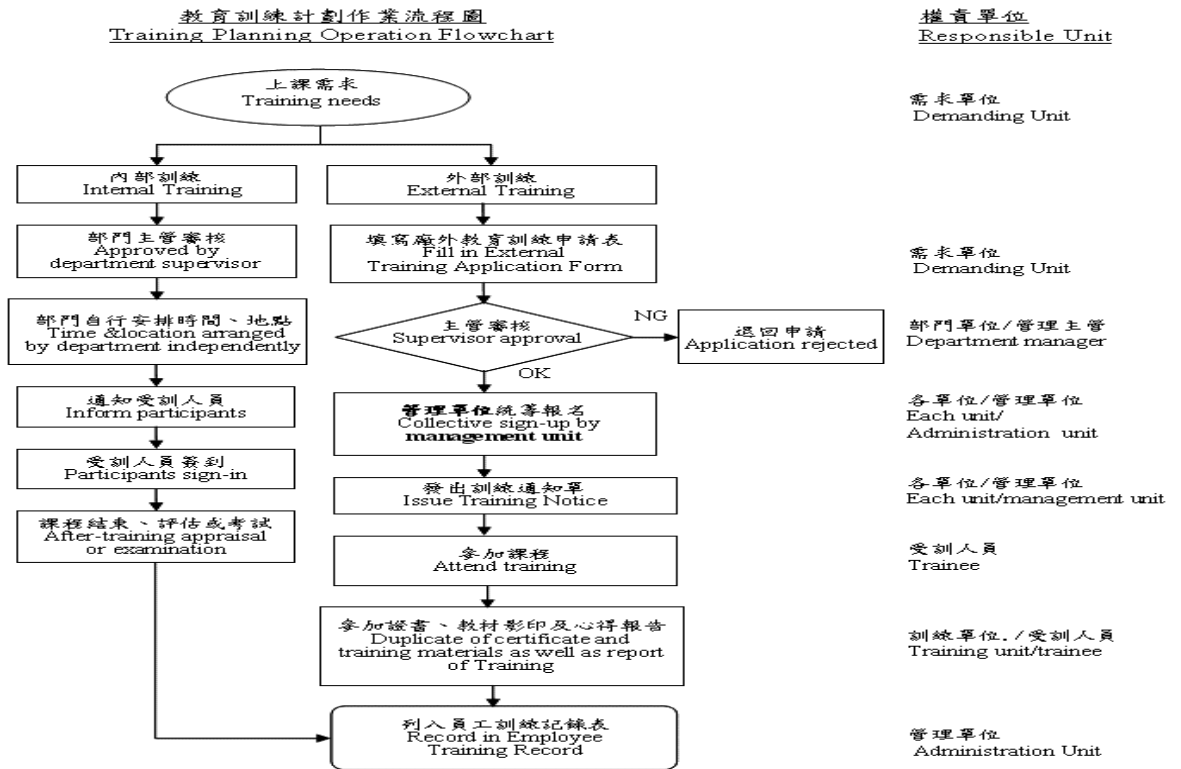 教育訓練計劃作業流程圖
Training Planning Operation Flowchart
權責單位
Responsible Unit
上課需求
Training needs
需求單位
Demanding Unit
內部訓練
Internal Training
外部訓練
External Training
部門主管審核
Approved by
department supervisor
填寫廠外教育訓練申請表
Fill in External
Training Application Form
需求單位
Demanding Unit
部門自行安排時間、地點
Time &location arranged
by department independently
主管審核
Supervisor approval
NG
OK
退回申請
Application rejected
部門單位/管理主管
Department manager
通知受訓人員
Inform participants
管理單位統籌報名
Collective sign-up by
management unit
各單位/管理單位
Each unit/
Administration unit
受訓人員簽到
Participants sign-in
發出訓練通知單
Issue Training Notice
各單位/管理單位
Each unit/management unit
課程結束、評估或考試
After-training appraisal
or examination
參加課程
Attend training
受訓人員
Trainee
參加證書、教材影印及心得報告
Duplicate of certificate and
training materials as well as report
of Training
訓練單位./受訓人員
Training unit/trainee
列入員工訓練記錄表
Record in Employee
Training Record
管理單位
Administration Unit